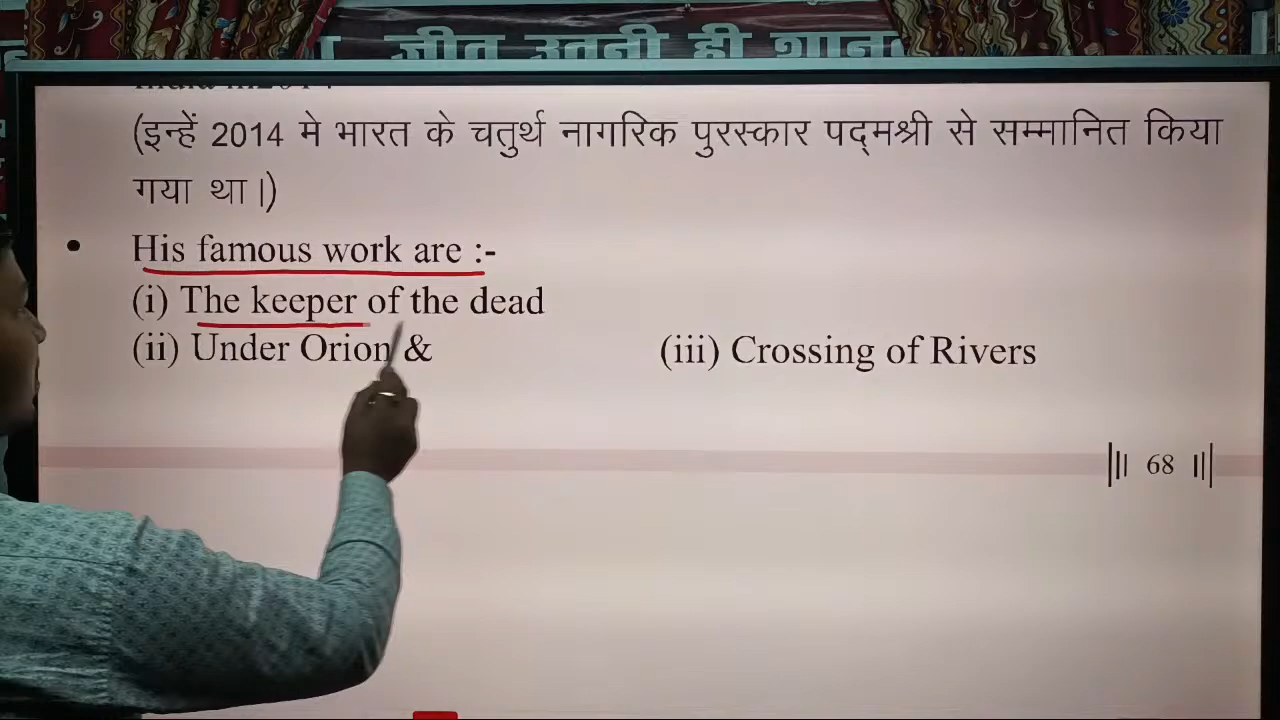 जीत उतनी ही शान
(इन्हें 2014 मे भारत के चतुर्थ नागरिक पुरस्कार पद्मश्री से सम्मानित किया
गया था।)
• His famous work are :-
(i) The keeper of the dead
(ii) Under Orion & (iii) Crossing of Rivers
68